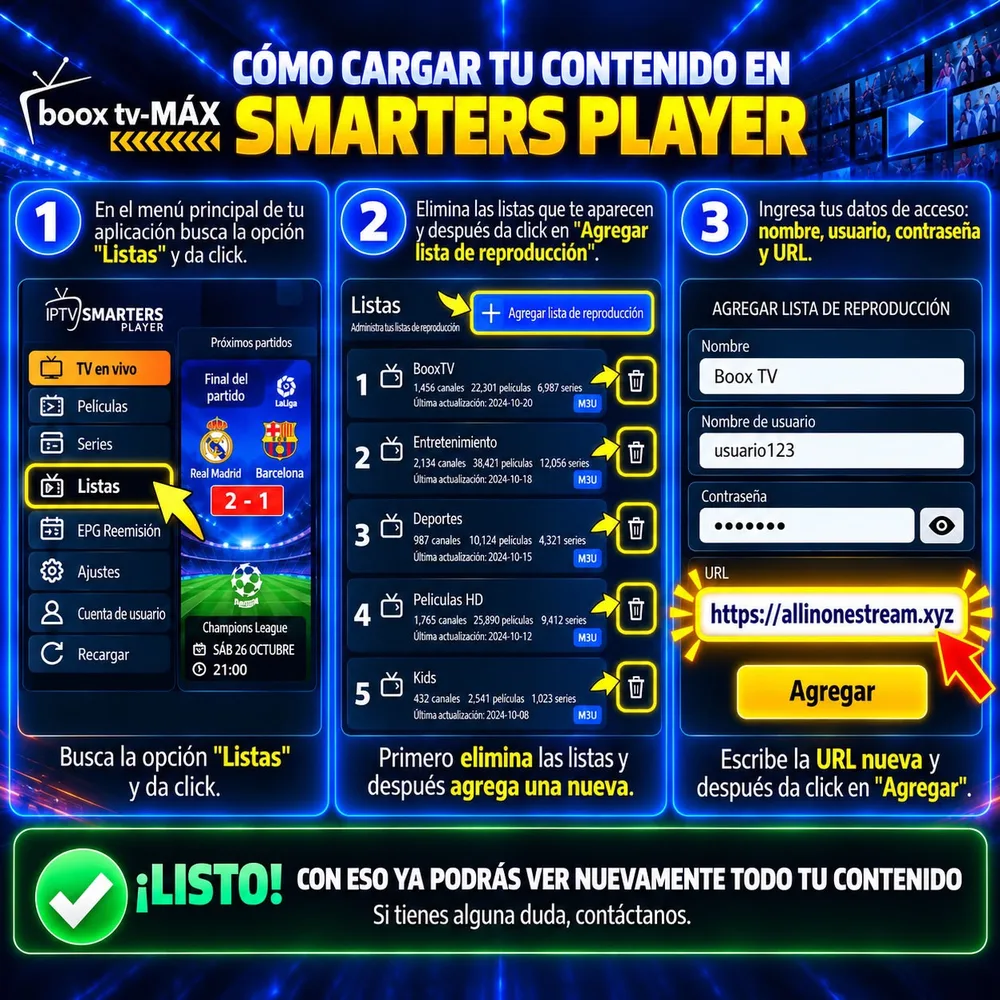 CÓMO CARGAR TU CONTENIDO EN
SMARTERS PLAYER
boox tv-MÁX
1
En el menú principal de tu
aplicación busca la opción
"Listas" y da click.
IPTV SMARTERS
PLAYER
TV en vivo
Películas
Series
Listas
EPG Reemisión
Ajustes
Cuenta de usuario
Recargar
Próximos partidos
Final del
partido
LaLiga
Real Madrid
Barcelona
2 - 1
Champions League
SÁB 26 OCTUBRE
21:00
Busca la opción "Listas"
y da click.
2
Elimina las listas que te aparecen
y después da click en "Agregar
lista de reproducción".
Listas
Administra tus listas de reproducción
+ Agregar lista de reproducción
1
BooxTV
1,456 canales 22,301 películas 6,987 series
Última actualización: 2024-10-20
M3U
2
Entretenimiento
2,134 canales 38,421 películas 12,056 series
Última actualización: 2024-10-18
M3U
3
Deportes
987 canales 10,124 películas 4,321 series
Última actualización: 2024-10-15
M3U
4
Peliculas HD
1,765 canales 25,890 películas 9,412 series
Última actualización: 2024-10-12
M3U
5
Kids
432 canales 2,541 películas 1,023 series
Última actualización: 2024-10-08
M3U
Primero elimina las listas y
después agrega una nueva.
3
Ingresa tus datos de acceso:
nombre, usuario, contraseña
y URL.
AGREGAR LISTA DE REPRODUCCIÓN
Nombre
Boox TV
Nombre de usuario
usuario123
Contraseña
•••••••
URL
https://allinonestream.xyz
Agregar
Escribe la URL nueva y
después da click en "Agregar".
¡LISTO! CON ESO YA PODRÁS VER NUEVAMENTE TODO TU CONTENIDO
Si tienes alguna duda, contáctanos.